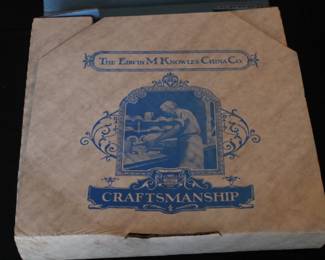 The Edwin M Knowles China Co.
CRAFTSMANSHIP